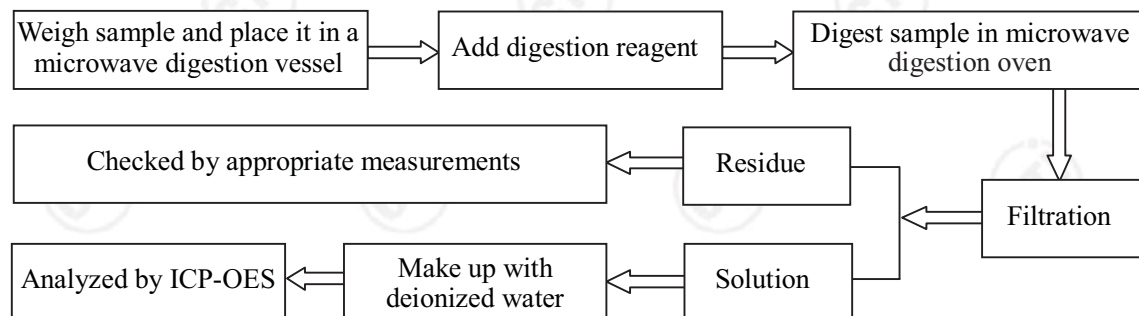 Weigh sample and place it in a
microwave digestion vessel
Add digestion reagent
Digest sample in microwave
digestion oven
Checked by appropriate measurements
Residue
Filtration
Analyzed by ICP-OES
Make up with
deionized water
Solution